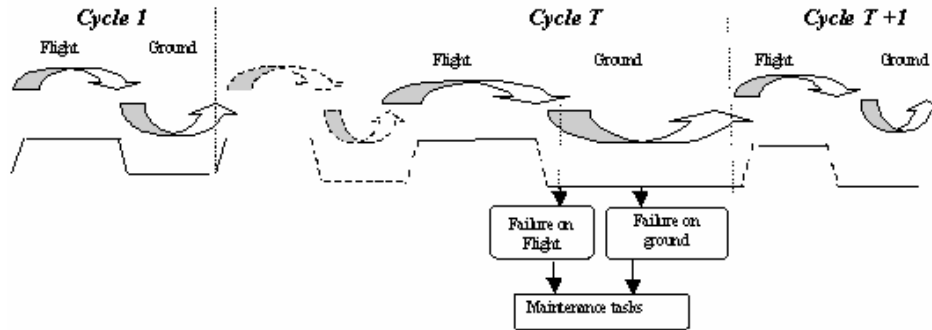 Cycle 1
Cycle T
Cycle T +1
Flight
Ground
Flight
Ground
Flight
Ground
Failure on
Flight
Failure on
ground
Maintenance tasks